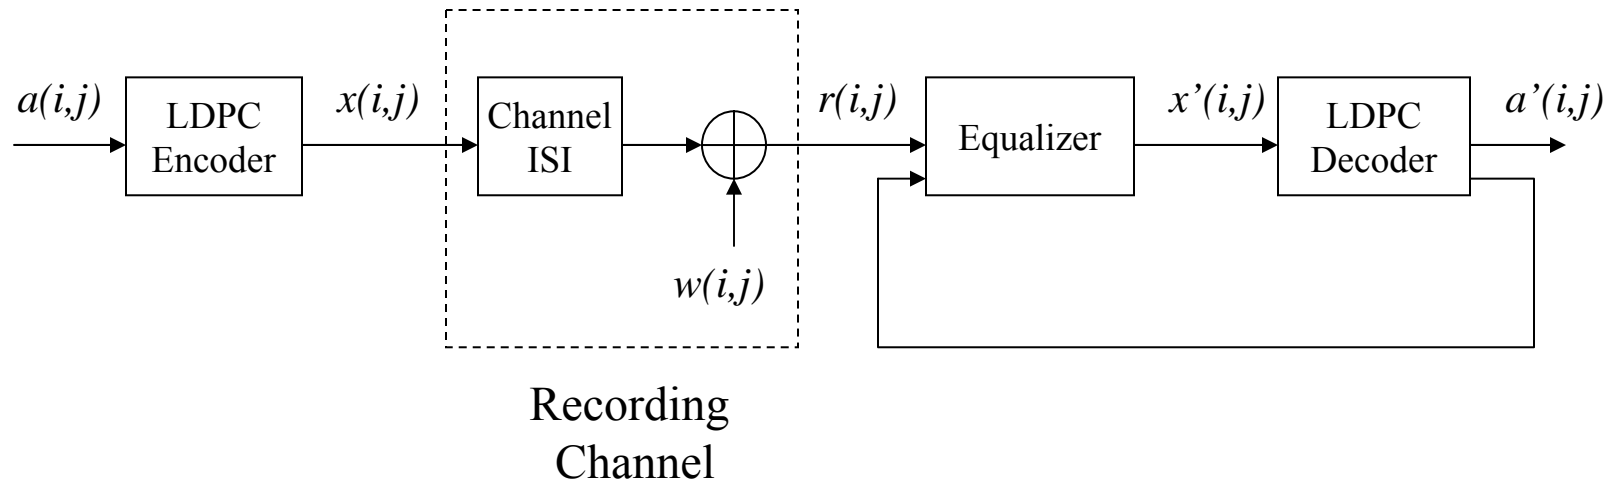 a(i,j)
LDPC
Encoder
x(i,j)
Channel
ISI
w(i,j)
r(i,j)
Equalizer
x’(i,j)
LDPC
Decoder
a’(i,j)
Recording
Channel